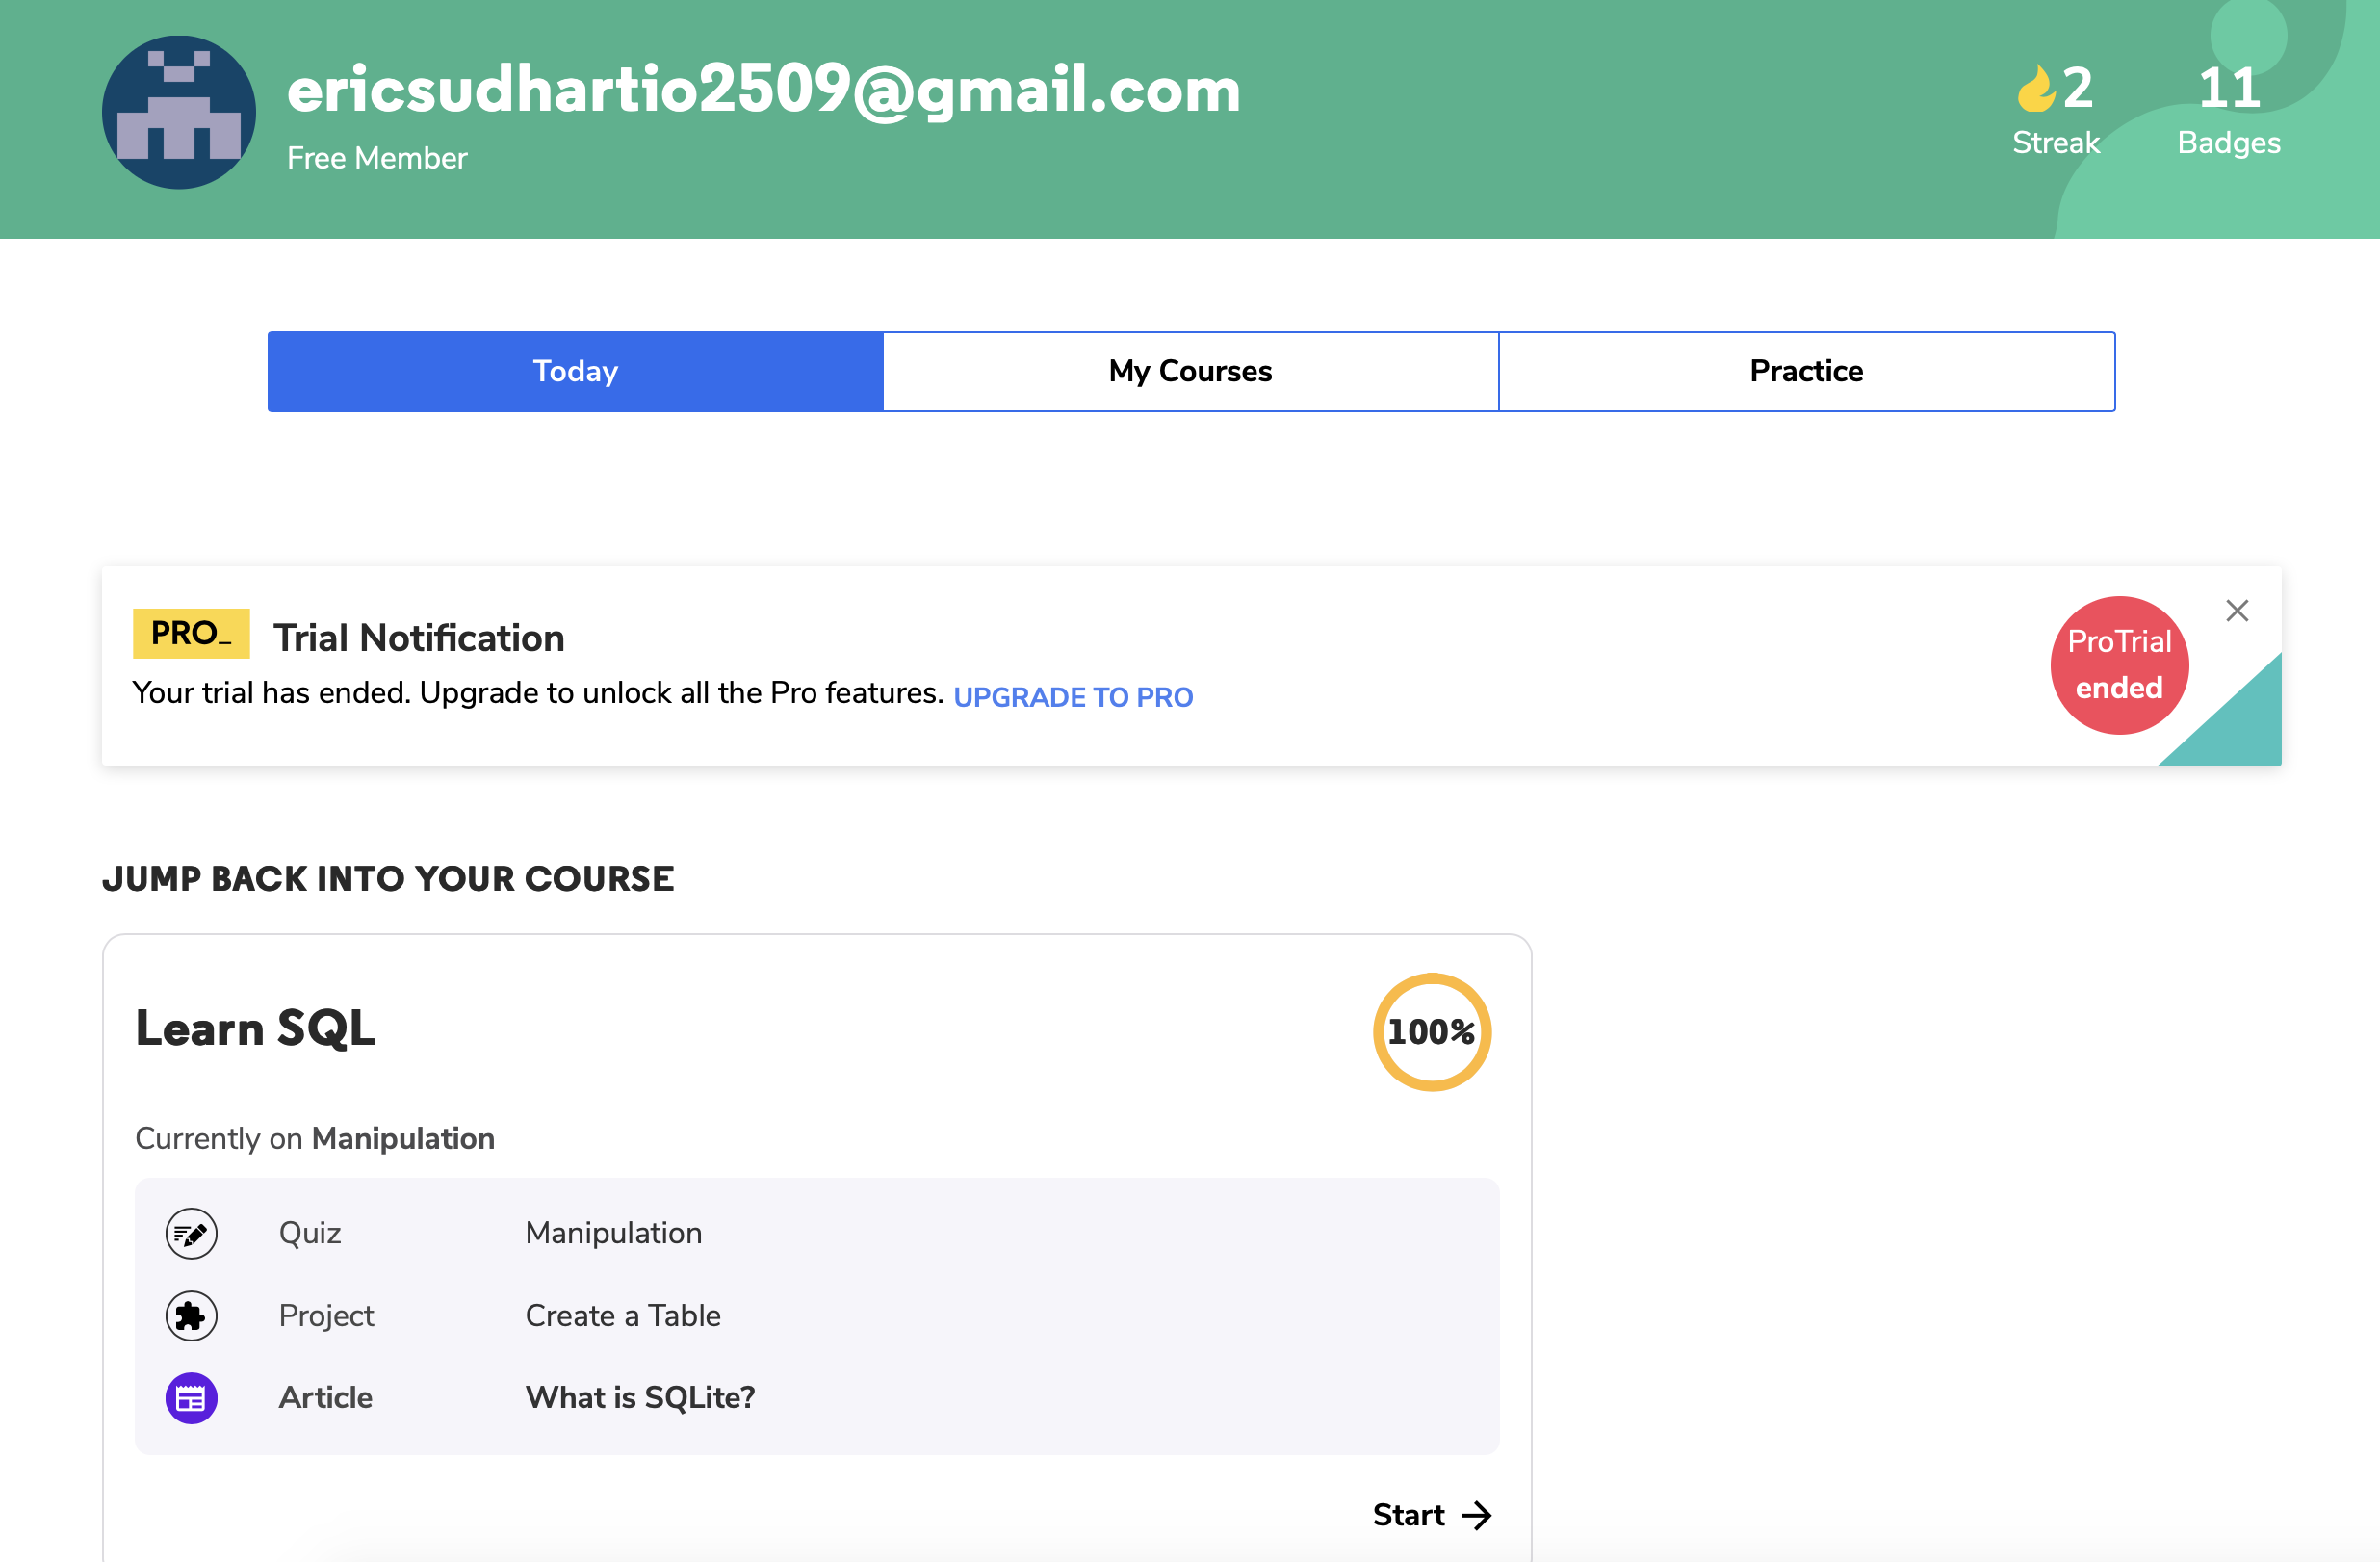 ericsudhartio2509@gmail.com
Free Member
2
Streak
11
Badges
Today
My Courses
Practice
PRO_ Trial Notification
Your trial has ended. Upgrade to unlock all the Pro features. UPGRADE TO PRO
ProTrial
ended
JUMP BACK INTO YOUR COURSE
Learn SQL
100%
Currently on Manipulation
Quiz Manipulation
Project Create a Table
Article What is SQLite?
Start